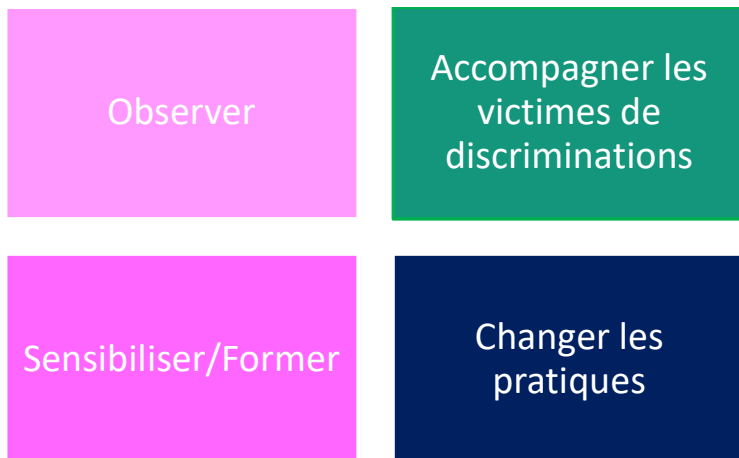 Observer
Accompagner les
victimes de
discriminations
Sensibiliser/Former
Changer les
pratiques